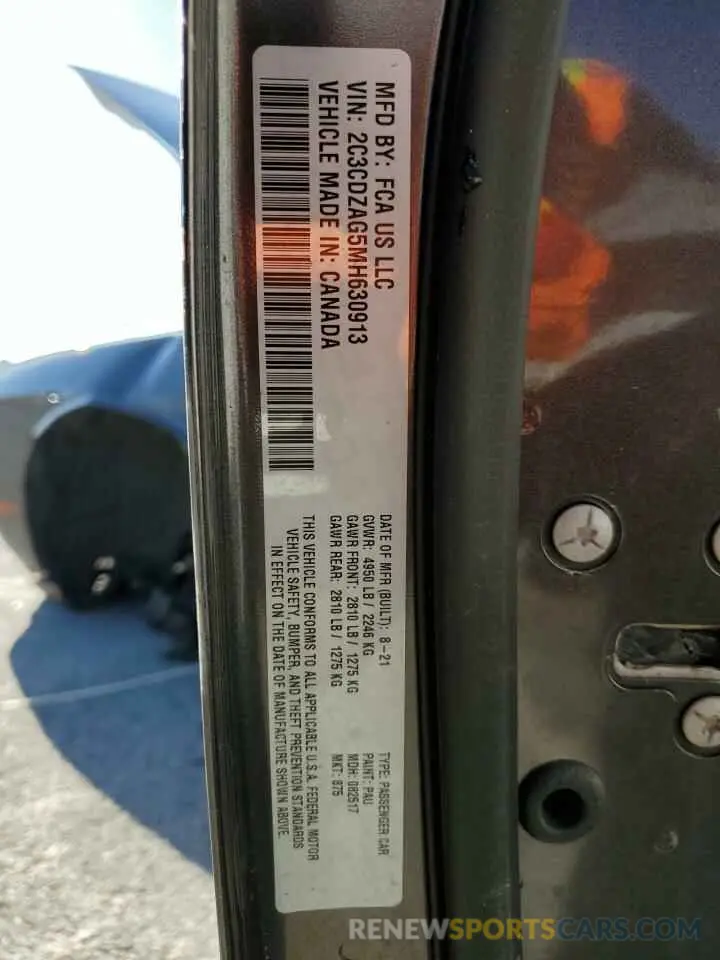 MFD BY: FCA US LLC
VIN: 2C3CDZAG5MH630913
VEHICLE MADE IN: CANADA
DATE OF MFR (BUILT): 8-21
GVWR: 4950 LB / 2246 KG
GAWR FRONT: 2810 LB / 1275 KG
GAWR REAR: 2810 LB / 1275 KG
TYPE: PASSENGER CAR
PAINT: PAU
MDH: 082517
MKT: 875
THIS VEHICLE CONFORMS TO ALL APPLICABLE U.S.A. FEDERAL MOTOR
VEHICLE SAFETY, BUMPER, AND THEFT PREVENTION STANDARDS
IN EFFECT ON THE DATE OF MANUFACTURE SHOWN ABOVE.
RENEWSPORTSCARS.COM